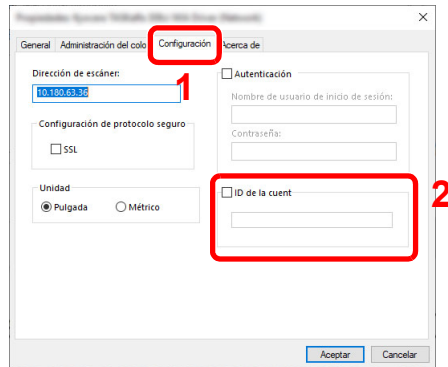 General Administración del colo Configuración Acerca de
1
Dirección de escáner:
10.180.63.36
Configuración de protocolo seguro
SSL
Unidad
Pulgada Métrico
Autenticación
Nombre de usuario de inicio de sesión:
Contraseña:
ID de la cuent
2
Aceptar Cancelar